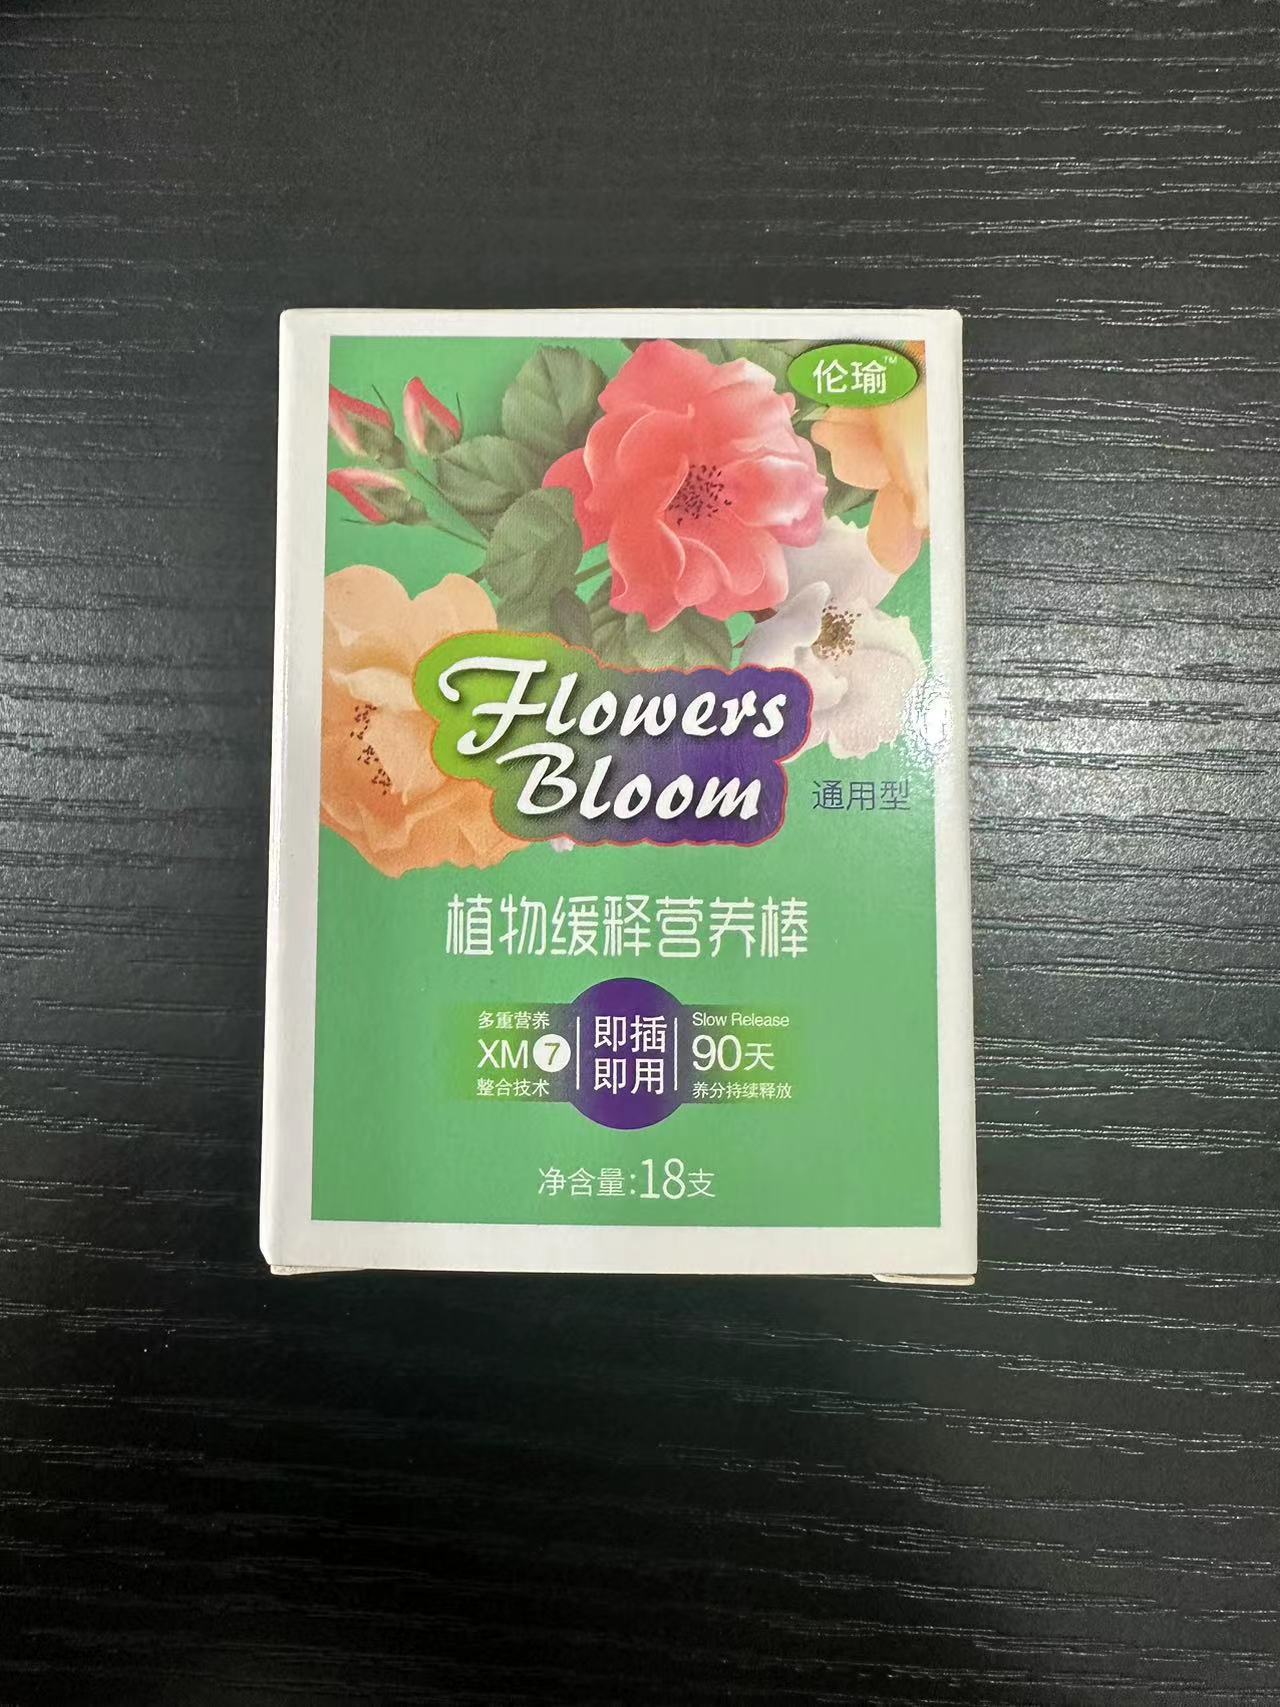 伦瑜™
Flowers
Bloom
通用型
植物缓释营养棒
多重营养
XM7
整合技术
即插
即用
Slow Release
90天
养分持续释放
净含量:18支